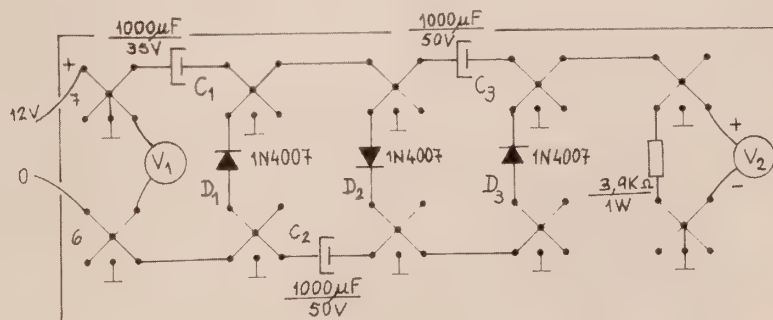 1000µF
35V
1000µF
50V
+
7
C1
C3
12V
V1
1N4007
1N4007
1N4007
+
V2
-
0
D1
D2
D3
3,9KΩ
1W
6
C2
1000µF
50V